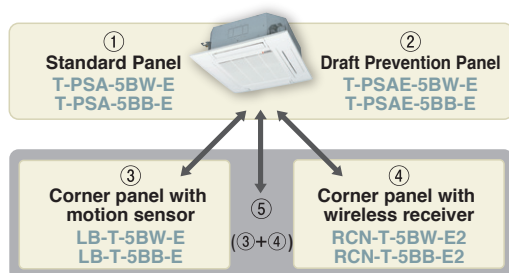 ①
Standard Panel
T-PSA-5BW-E
T-PSA-5BB-E
②
Draft Prevention Panel
T-PSAE-5BW-E
T-PSAE-5BB-E
③
Corner panel with
motion sensor
LB-T-5BW-E
LB-T-5BB-E
⑤
(③+④)
④
Corner panel with
wireless receiver
RCN-T-5BW-E2
RCN-T-5BB-E2